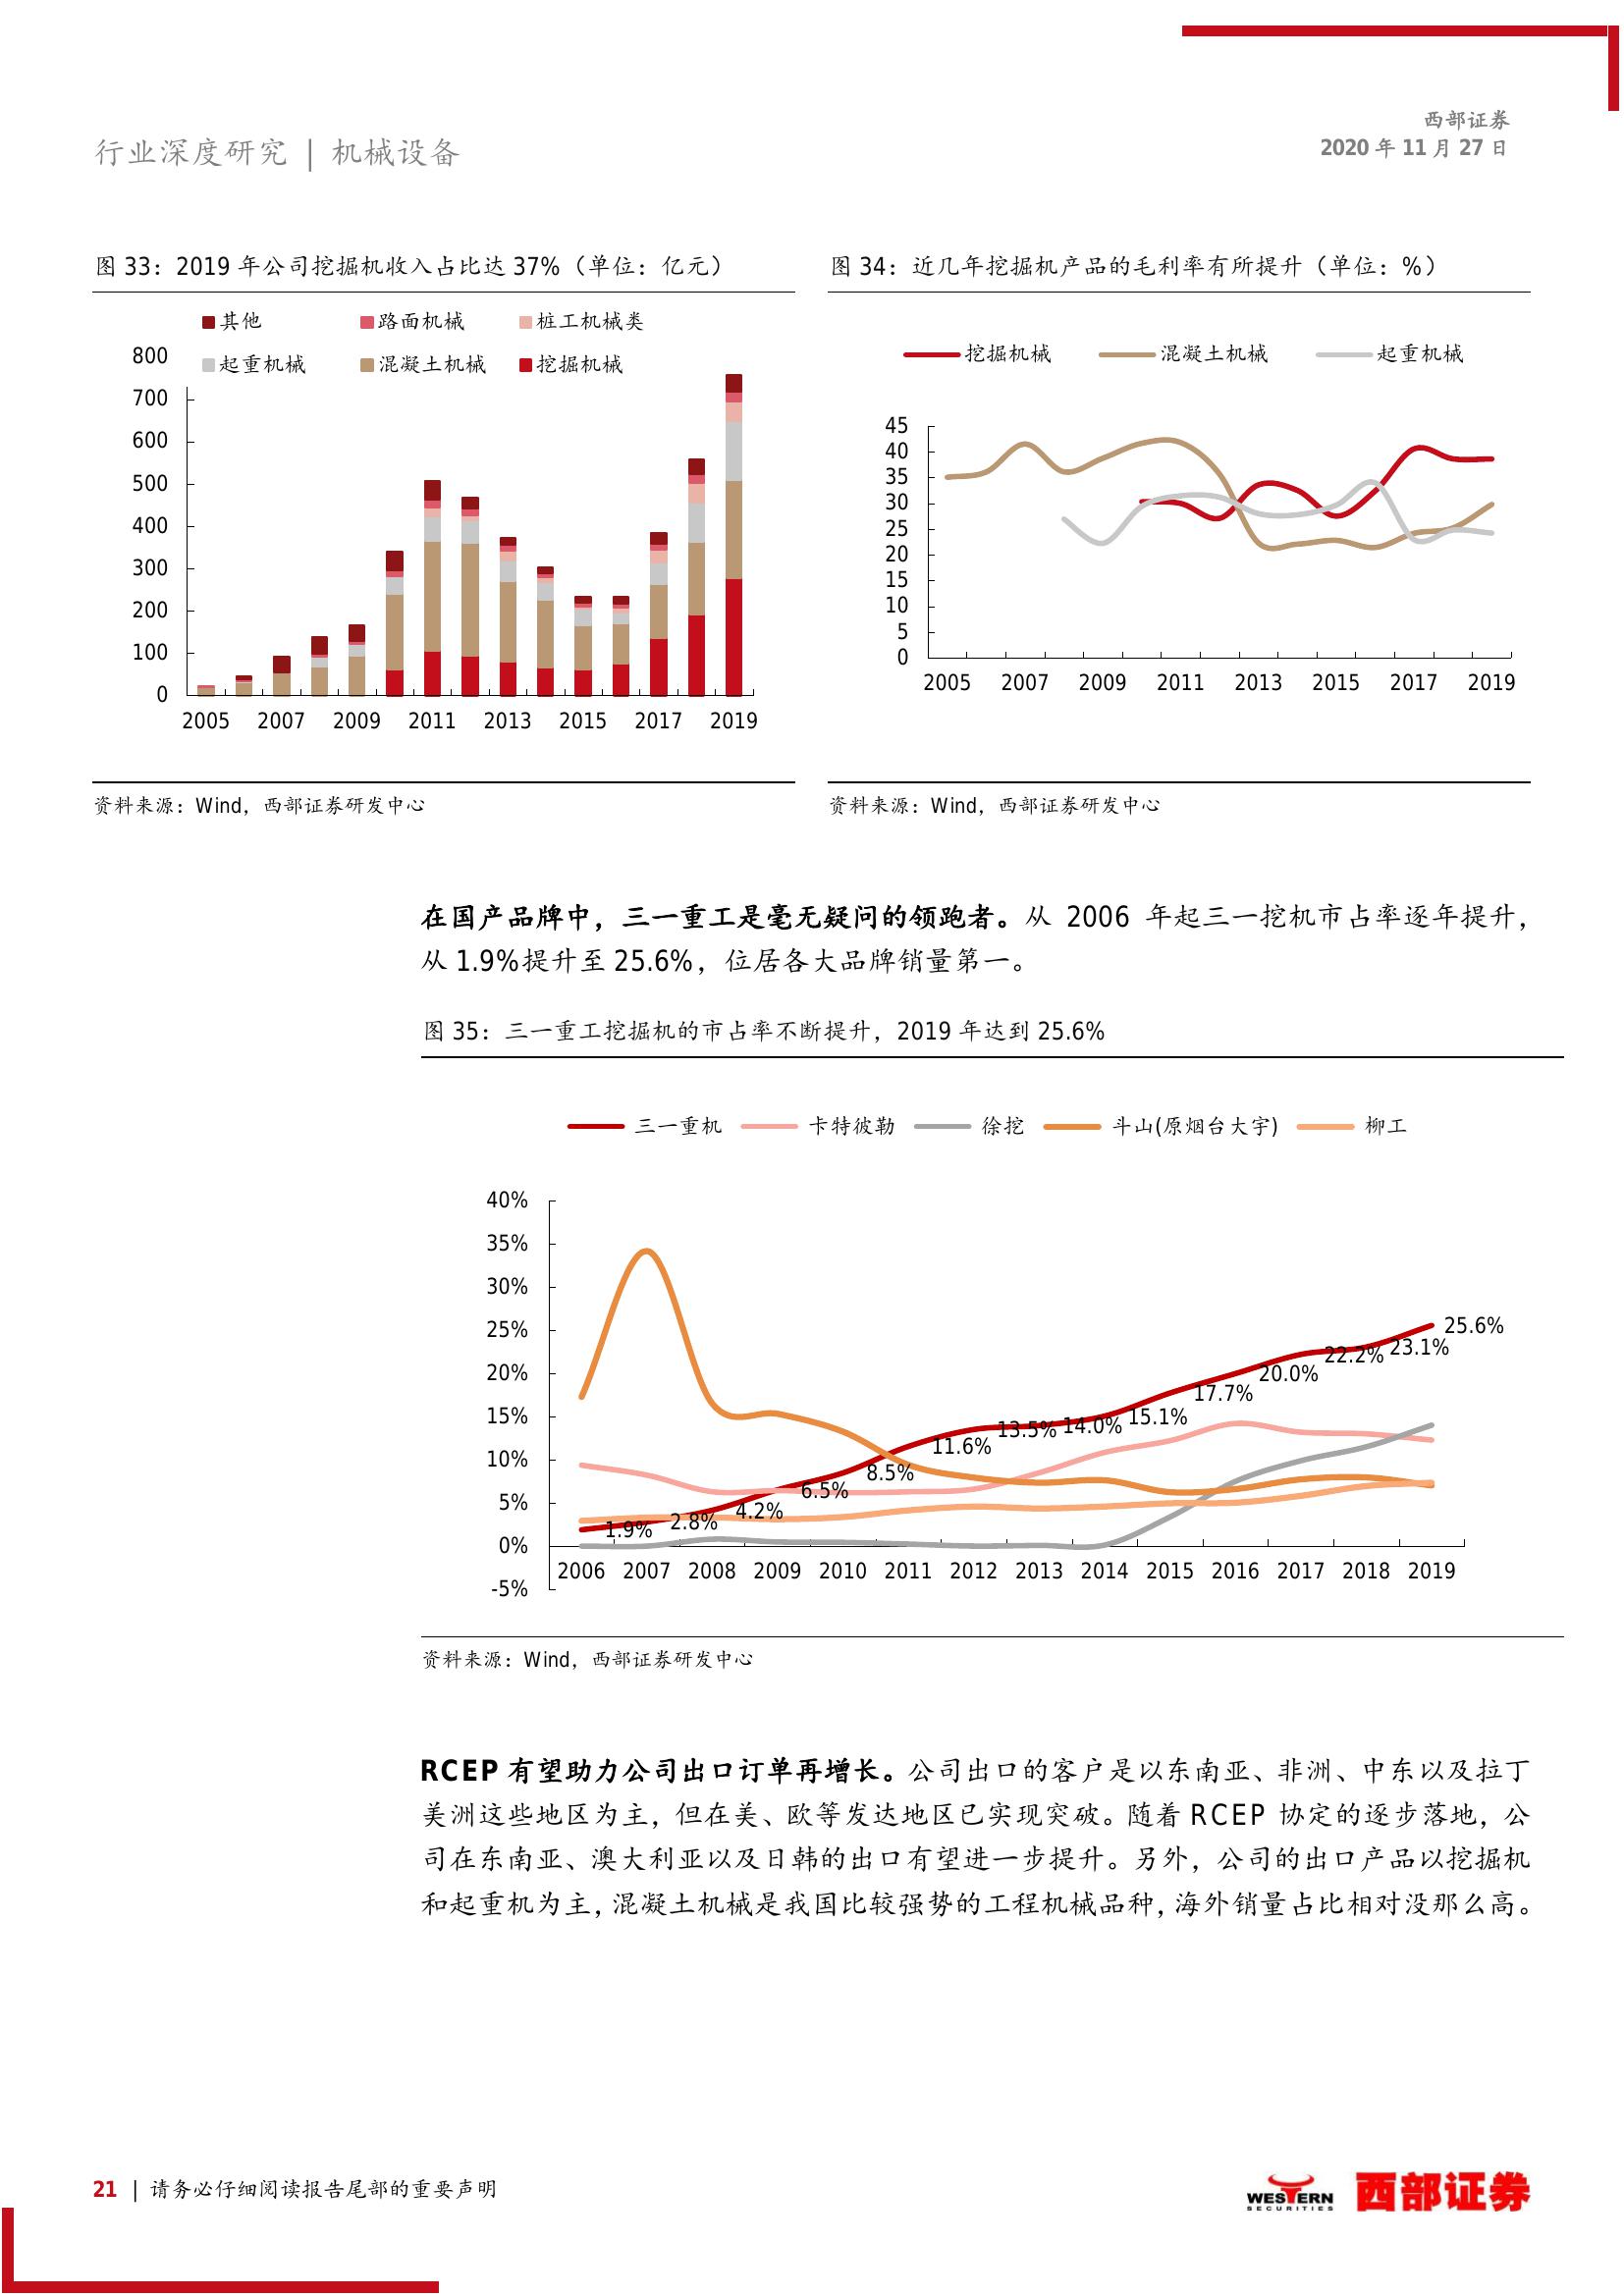 西部证券
2020 年 11 月 27 日
行业深度研究 | 机械设备
图 33：2019 年公司挖掘机收入占比达 37%（单位：亿元）
其他 路面机械 桩工机械类
起重机械 混凝土机械 挖掘机械
800
700
600
500
400
300
200
100
0
2005 2007 2009 2011 2013 2015 2017 2019
资料来源：Wind，西部证券研发中心
图 34：近几年挖掘机产品的毛利率有所提升（单位：%）
挖掘机械 混凝土机械 起重机械
45
40
35
30
25
20
15
10
5
0
2005 2007 2009 2011 2013 2015 2017 2019
资料来源：Wind，西部证券研发中心
在国产品牌中，三一重工是毫无疑问的领跑者。从 2006 年起三一挖机市占率逐年提升，
从 1.9%提升至 25.6%，位居各大品牌销量第一。
图 35：三一重工挖掘机的市占率不断提升，2019 年达到 25.6%
三一重机 卡特彼勒 徐挖 斗山(原烟台大宇) 柳工
40%
35%
30%
25%
20%
15%
10%
5%
0%
-5%
1.9% 2.8% 4.2% 6.5% 8.5% 11.6% 13.5% 14.0% 15.1% 17.7% 20.0% 22.2% 23.1% 25.6%
2006 2007 2008 2009 2010 2011 2012 2013 2014 2015 2016 2017 2018 2019
资料来源：Wind，西部证券研发中心
RCEP 有望助力公司出口订单再增长。公司出口的客户是以东南亚、非洲、中东以及拉丁
美洲这些地区为主，但在美、欧等发达地区已实现突破。随着 RCEP 协定的逐步落地，公
司在东南亚、澳大利亚以及日韩的出口有望进一步提升。另外，公司的出口产品以挖掘机
和起重机为主，混凝土机械是我国比较强势的工程机械品种，海外销量占比相对没那么高。
21 | 请务必仔细阅读报告尾部的重要声明
WESTERN
SECURITIES
西部证券